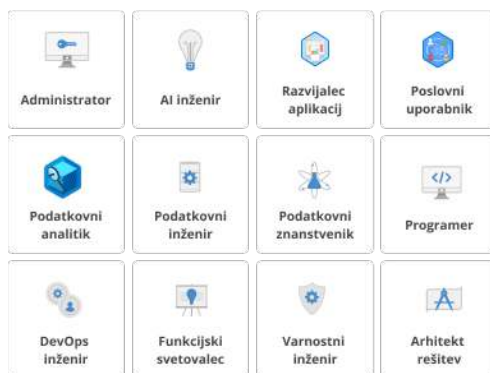 Administrator
AI inženir
Razvijalec
aplikacij
Poslovni
uporabnik
Podatkovni
analitik
Podatkovni
inženir
Podatkovni
znanstvenik
Programer
DevOps
inženir
Funkcijski
svetovalec
Varnostni
inženir
Arhitekt
rešitev